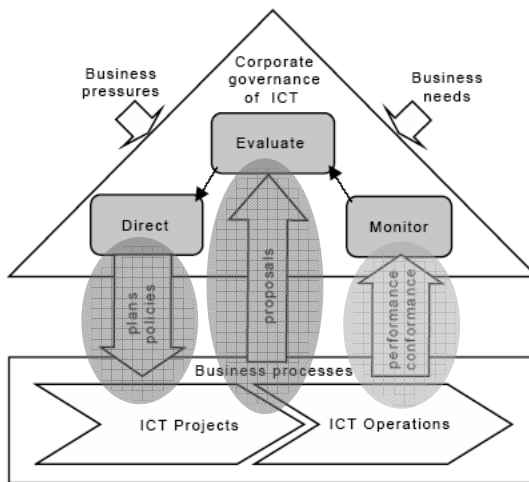 Corporate
governance
of ICT
Business
pressures
Business
needs
Evaluate
Direct
Monitor
plans
policies
proposals
performance
conformance
Business processes
ICT Projects
ICT Operations